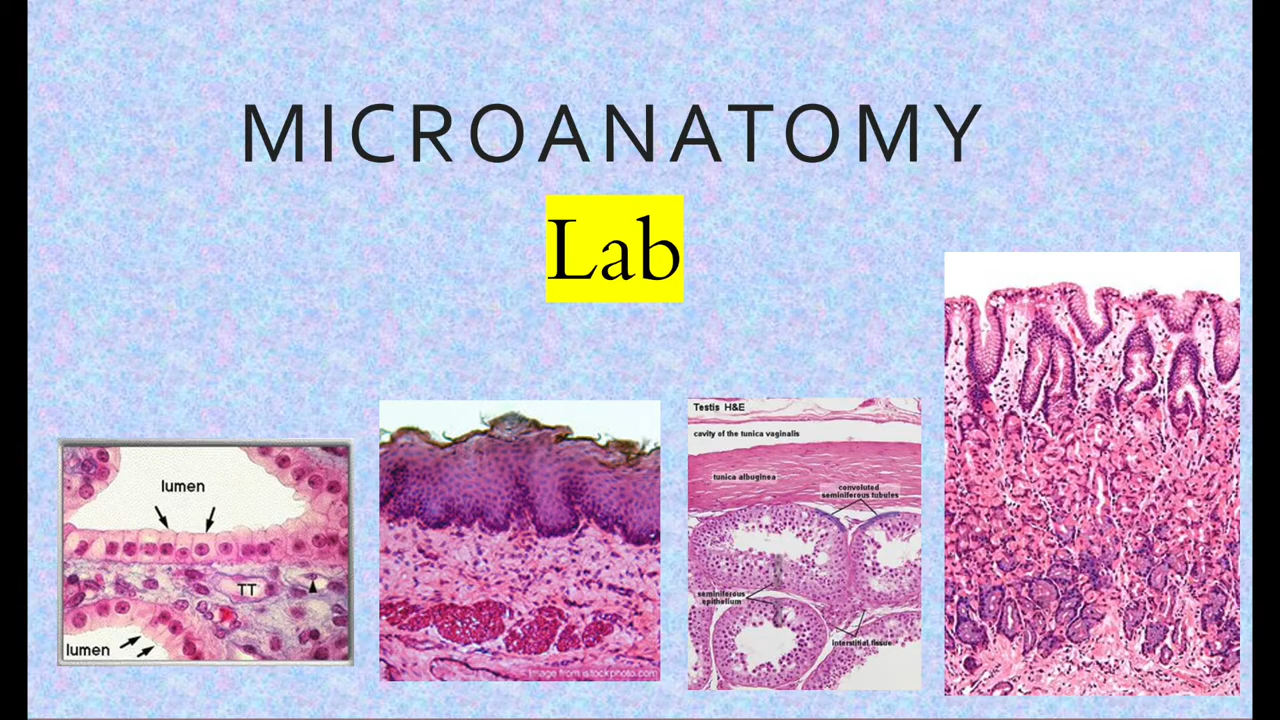 MICROANATOMY
Lab
lumen
TT
lumen
Image from istockphoto.com
Testis H&E
cavity of the tunica vaginalis
tunica albuginea
convoluted
seminiferous tubules
seminiferous
epithelium
interstitial tissue